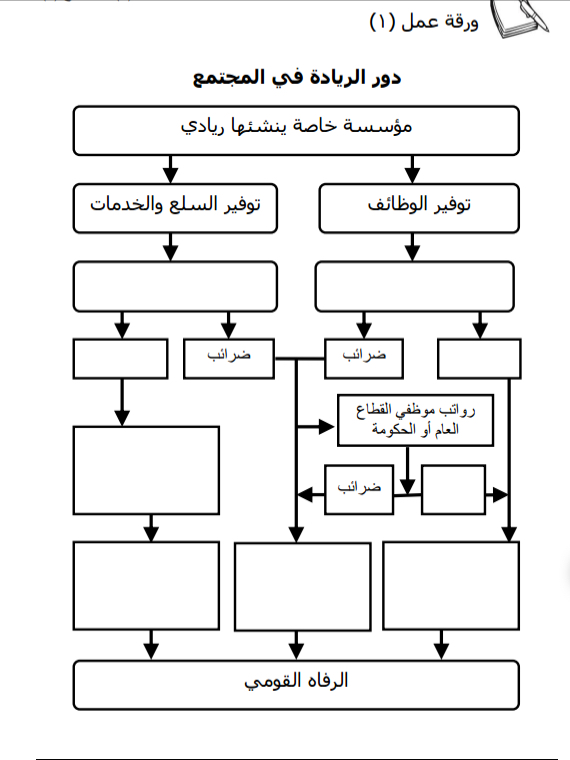 ورقة عمل (١)
دور الريادة في المجتمع
مؤسسة خاصة ينشئها ريادي
توفير الوظائف
توفير السلع والخدمات
ضرائب
ضرائب
رواتب موظفي القطاع
العام أو الحكومة
ضرائب
الرفاه القومي